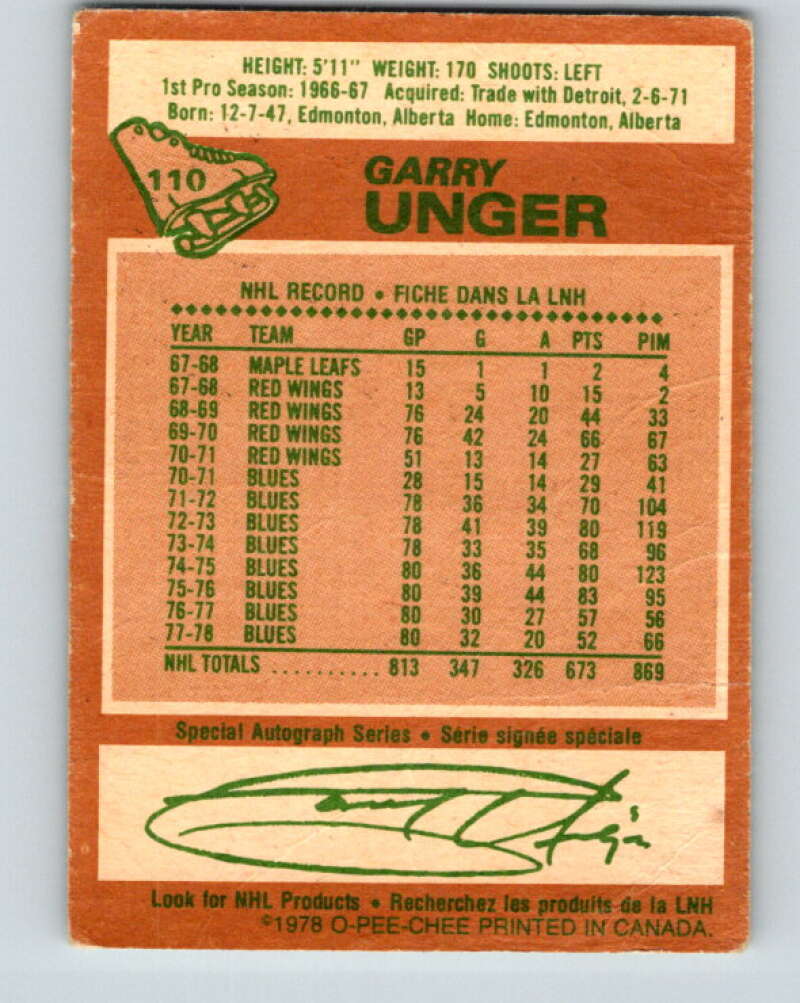 HEIGHT: 5'11" WEIGHT: 170 SHOOTS: LEFT
1st Pro Season: 1966-67 Acquired: Trade with Detroit, 2-6-71
Born: 12-7-47, Edmonton, Alberta Home: Edmonton, Alberta
110
GARRY
UNGER
NHL RECORD • FICHE DANS LA LNH
YEAR TEAM GP G A PTS PIM
67-68 MAPLE LEAFS 15 1 1 2 4
67-68 RED WINGS 13 5 10 15 2
68-69 RED WINGS 76 24 20 44 33
69-70 RED WINGS 76 42 24 66 67
70-71 RED WINGS 51 13 14 27 63
70-71 BLUES 28 15 14 29 41
71-72 BLUES 78 36 34 70 104
72-73 BLUES 78 41 39 80 119
73-74 BLUES 78 33 35 68 96
74-75 BLUES 80 36 44 80 123
75-76 BLUES 80 39 44 83 95
76-77 BLUES 80 30 27 57 56
77-78 BLUES 80 32 20 52 66
NHL TOTALS .......... 813 347 326 673 869
Special Autograph Series • Série signée spéciale
Garry Unger
Look for NHL Products • Recherchez les produits de la LNH
©1978 O-PEE-CHEE PRINTED IN CANADA.